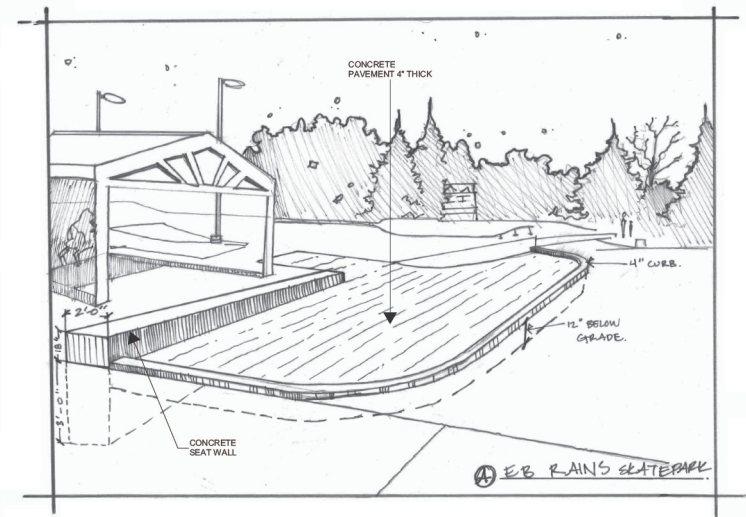 CONCRETE
PAVEMENT 4" THICK
4" CURB.
12" BELOW
GRADE.
2'-0"
18"
3'-0"
CONCRETE
SEAT WALL
A EB RAINS SKATEPARK